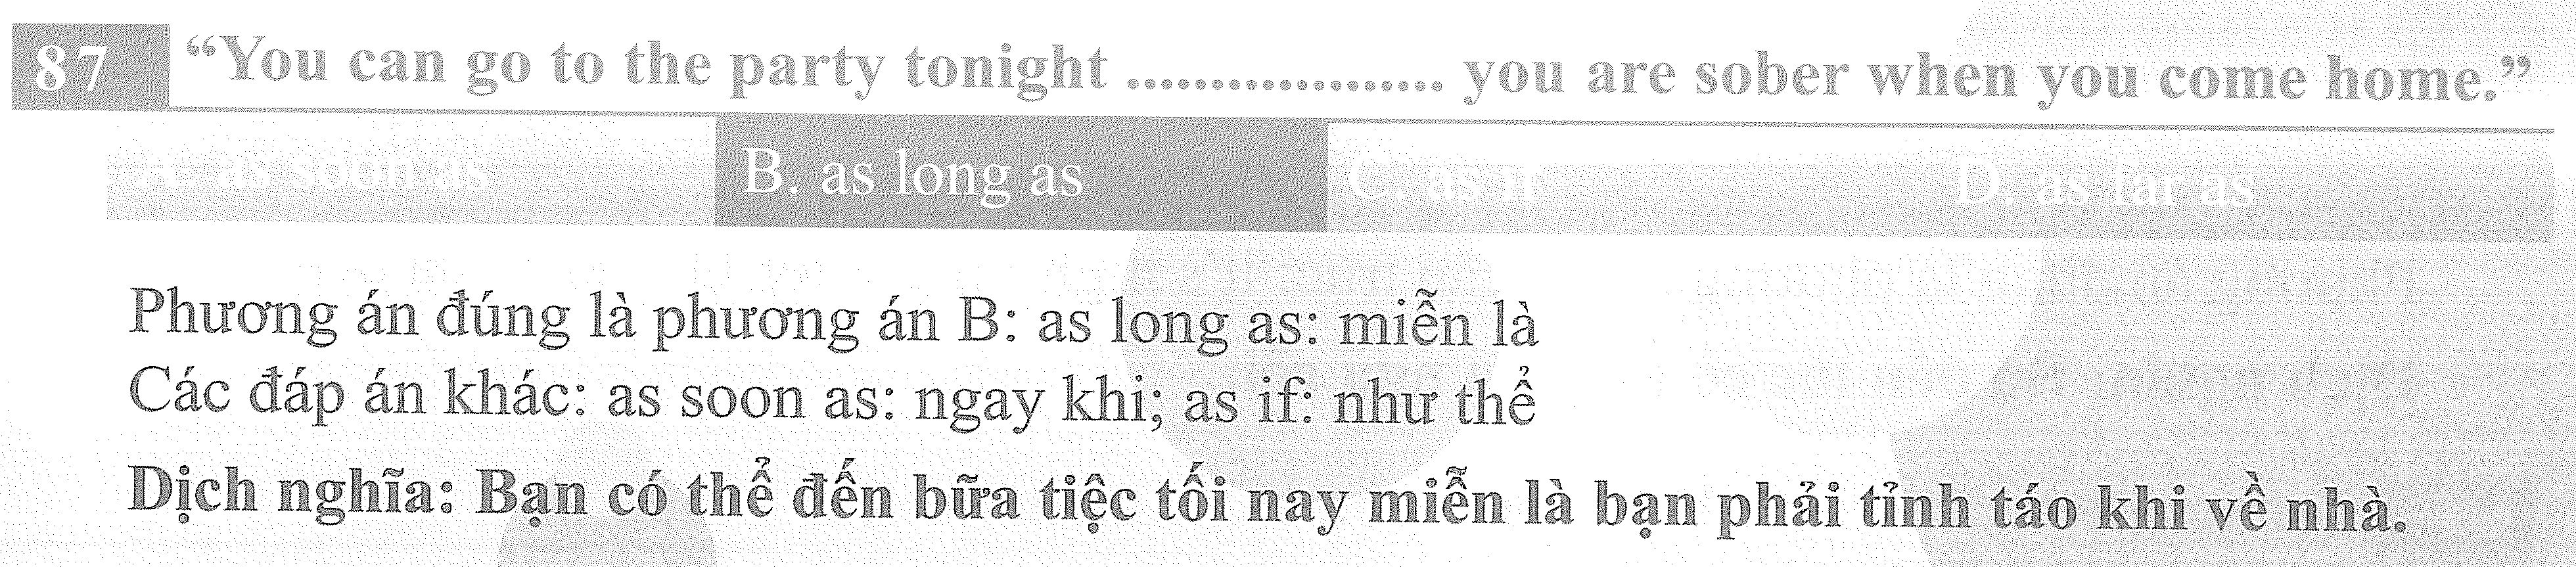 87 “You can go to the party tonight .................. you are sober when you come home.”
A. as soon as B. as long as C. as if D. as far as
Phương án đúng là phương án B: as long as: miễn là
Các đáp án khác: as soon as: ngay khi; as if: như thể
Dịch nghĩa: Bạn có thể đến bữa tiệc tối nay miễn là bạn phải tỉnh táo khi về nhà.